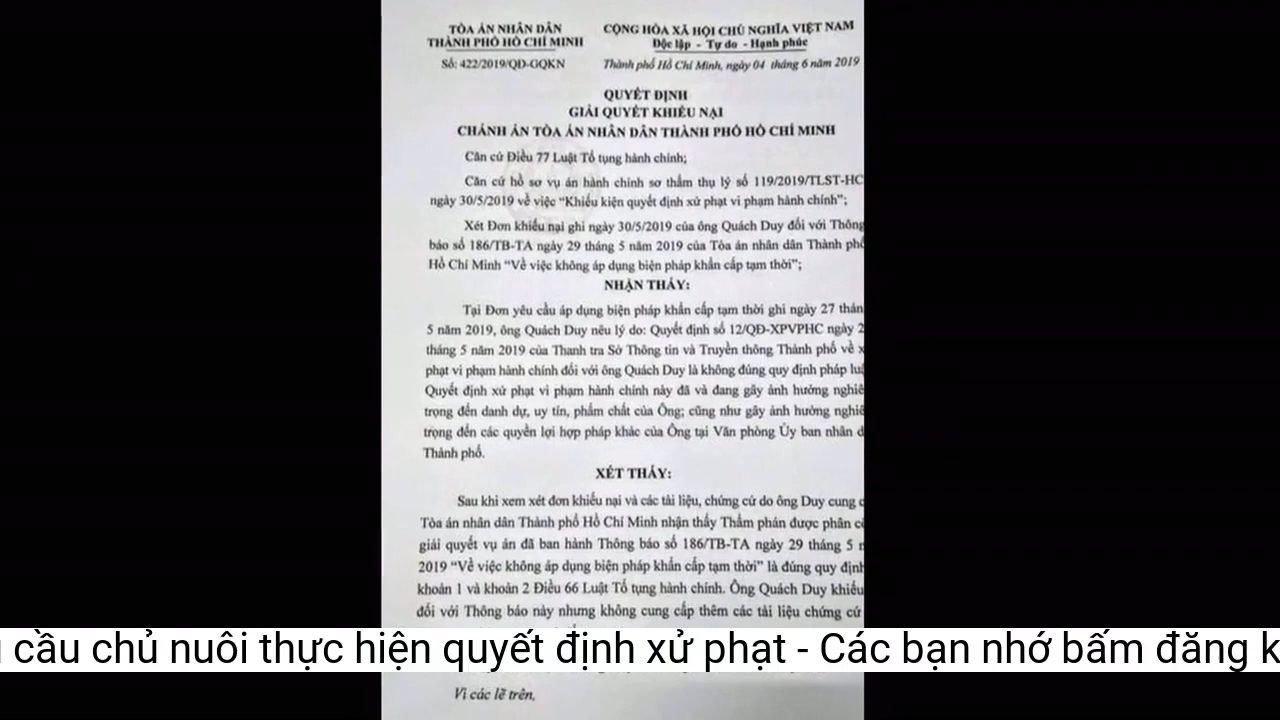 TÒA ÁN NHÂN DÂN
THÀNH PHỐ HỒ CHÍ MINH
Số: 422/2019/QĐ-GQKN
CỘNG HÒA XÃ HỘI CHỦ NGHĨA VIỆT NAM
Độc lập - Tự do - Hạnh phúc
Thành phố Hồ Chí Minh, ngày 04 tháng 6 năm 2019
QUYẾT ĐỊNH
GIẢI QUYẾT KHIẾU NẠI
CHÁNH ÁN TÒA ÁN NHÂN DÂN THÀNH PHỐ HỒ CHÍ MINH
Căn cứ Điều 77 Luật Tố tụng hành chính;
Căn cứ hồ sơ vụ án hành chính sơ thẩm thụ lý số 119/2019/TLST-HC
ngày 30/5/2019 về việc “Khiếu kiện quyết định xử phạt vi phạm hành chính”;
Xét Đơn khiếu nại ghi ngày 30/5/2019 của ông Quách Duy đối với Thông
báo số 186/TB-TA ngày 29 tháng 5 năm 2019 của Tòa án nhân dân Thành phố
Hồ Chí Minh “Về việc không áp dụng biện pháp khẩn cấp tạm thời”;
NHẬN THẤY:
Tại Đơn yêu cầu áp dụng biện pháp khẩn cấp tạm thời ghi ngày 27 thán
5 năm 2019, ông Quách Duy nêu lý do: Quyết định số 12/QĐ-XPVPHC ngày 2
tháng 5 năm 2019 của Thanh tra Sở Thông tin và Truyền thông Thành phố về x
phạt vi phạm hành chính đối với ông Quách Duy là không đúng quy định pháp luậ
Quyết định xử phạt vi phạm hành chính này đã và đang gây ảnh hưởng nghiê
trọng đến danh dự, uy tín, phẩm chất của Ông; cũng như gây ảnh hưởng nghiê
trọng đến các quyền lợi hợp pháp khác của Ông tại Văn phòng Ủy ban nhân d
Thành phố.
XÉT THẤY:
Sau khi xem xét đơn khiếu nại và các tài liệu, chứng cứ do ông Duy cung c
Tòa án nhân dân Thành phố Hồ Chí Minh nhận thấy Thẩm phán được phân cô
giải quyết vụ án đã ban hành Thông báo số 186/TB-TA ngày 29 tháng 5 n
2019 “Về việc không áp dụng biện pháp khẩn cấp tạm thời” là đúng quy định
khoản 1 và khoản 2 Điều 66 Luật Tố tụng hành chính. Ông Quách Duy khiếu
đối với Thông báo này nhưng không cung cấp thêm các tài liệu chứng cứ
cầu chủ nuôi thực hiện quyết định xử phạt - Các bạn nhớ bấm đăng k
Vì các lẽ trên,